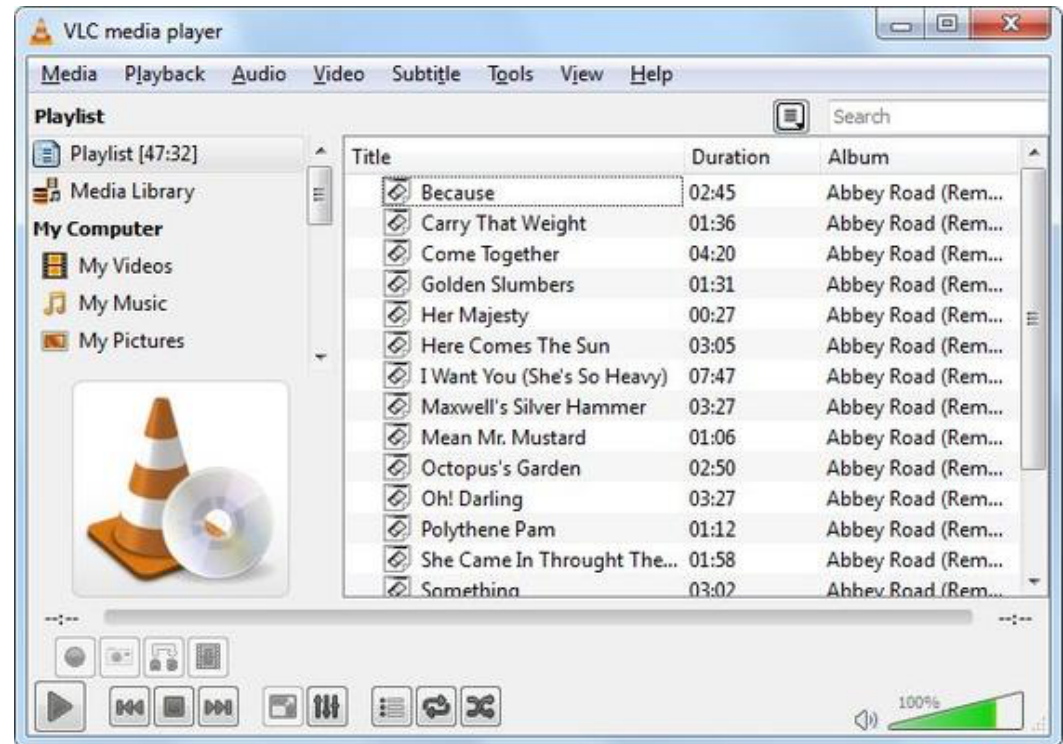 VLC media player
Media Playback Audio Video Subtitle Tools View Help
Playlist
Search
Playlist [47:32]
Media Library
My Computer
My Videos
My Music
My Pictures
Title Duration Album
Because 02:45 Abbey Road (Rem...
Carry That Weight 01:36 Abbey Road (Rem...
Come Together 04:20 Abbey Road (Rem...
Golden Slumbers 01:31 Abbey Road (Rem...
Her Majesty 00:27 Abbey Road (Rem...
Here Comes The Sun 03:05 Abbey Road (Rem...
I Want You (She's So Heavy) 07:47 Abbey Road (Rem...
Maxwell's Silver Hammer 03:27 Abbey Road (Rem...
Mean Mr. Mustard 01:06 Abbey Road (Rem...
Octopus's Garden 02:50 Abbey Road (Rem...
Oh! Darling 03:27 Abbey Road (Rem...
Polythene Pam 01:12 Abbey Road (Rem...
She Came In Throught The... 01:58 Abbey Road (Rem...
Something 03:02 Abbey Road (Rem...
--:-- --:--
100%